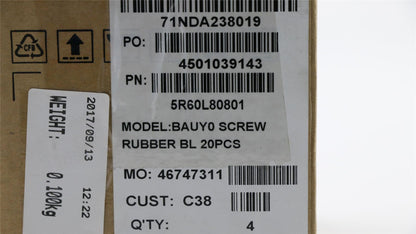 71NDA238019
PO:
4501039143
PN:
5R60L80801
MODEL:BAUY0 SCREW
RUBBER BL 20PCS
MO: 46747311
CUST: C38
Q'TY: 4
2017/09/13 12:22
WEIGHT: 0.100kg